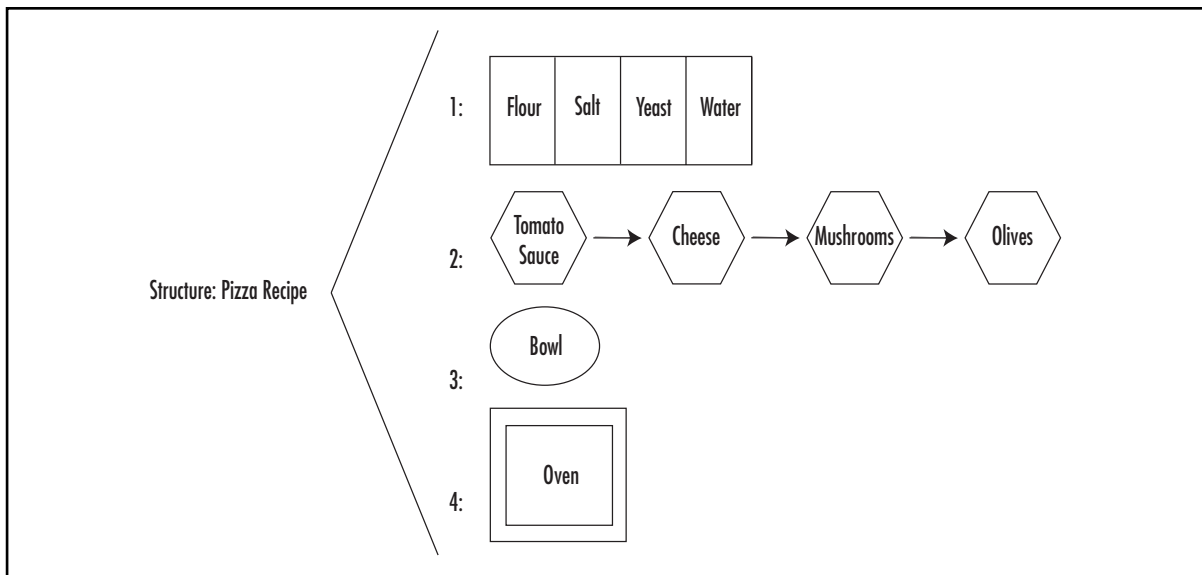 1:
Flour Salt Yeast Water
2:
Tomato
Sauce
Cheese
Mushrooms
Olives
Structure: Pizza Recipe
3:
Bowl
4:
Oven